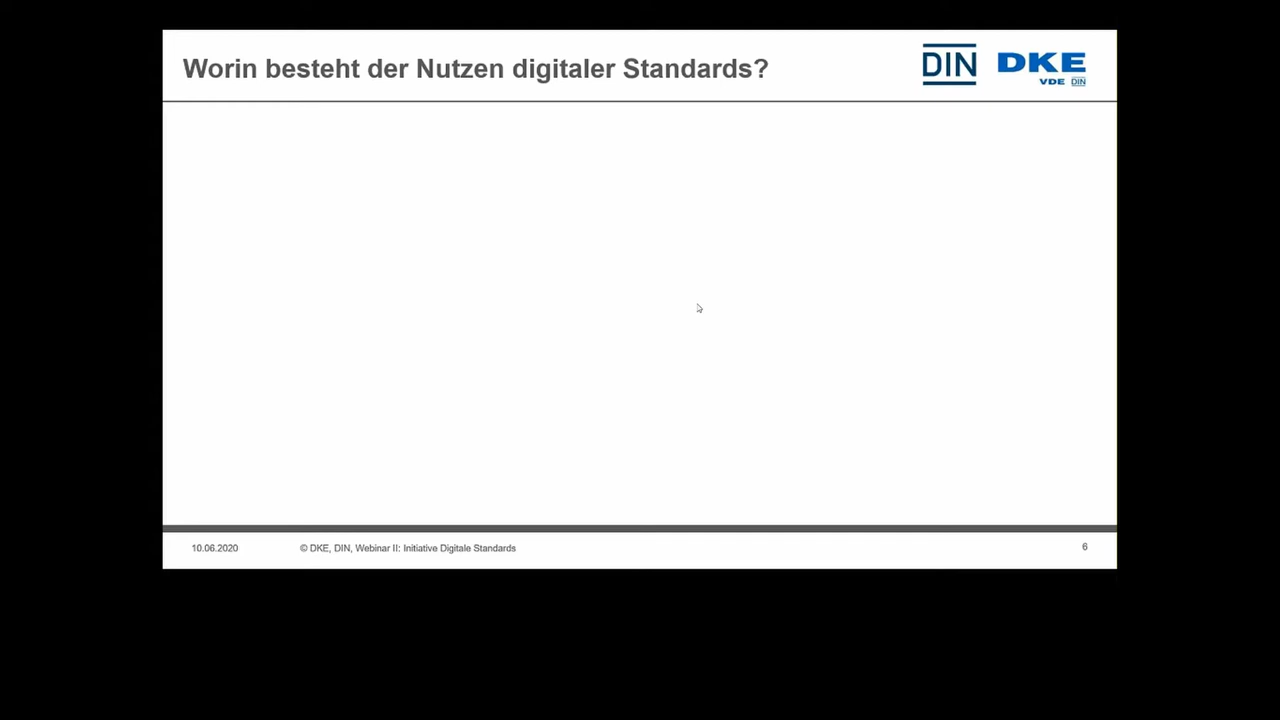 Worin besteht der Nutzen digitaler Standards?
DIN
DKE
VDE DIN
10.06.2020
© DKE, DIN, Webinar II: Initiative Digitale Standards
6